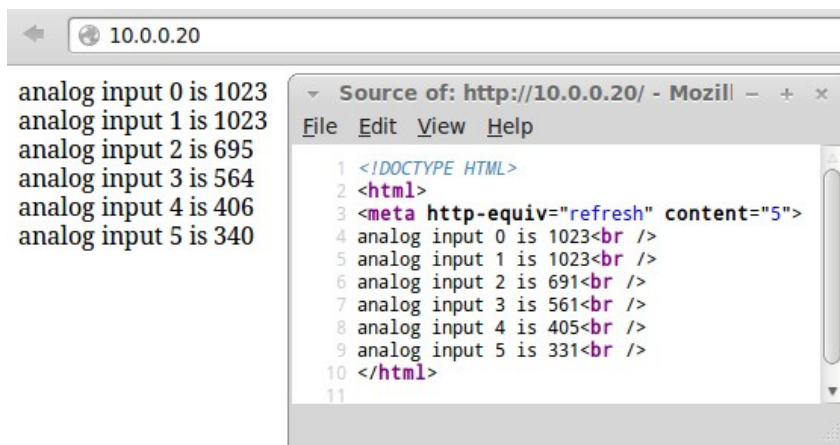 10.0.0.20
analog input 0 is 1023
analog input 1 is 1023
analog input 2 is 695
analog input 3 is 564
analog input 4 is 406
analog input 5 is 340
Source of: http://10.0.0.20/ - Mozil
File Edit View Help
1 <!DOCTYPE HTML>
2 <html>
3 <meta http-equiv="refresh" content="5">
4 analog input 0 is 1023<br />
5 analog input 1 is 1023<br />
6 analog input 2 is 691<br />
7 analog input 3 is 561<br />
8 analog input 4 is 405<br />
9 analog input 5 is 331<br />
10 </html>
11